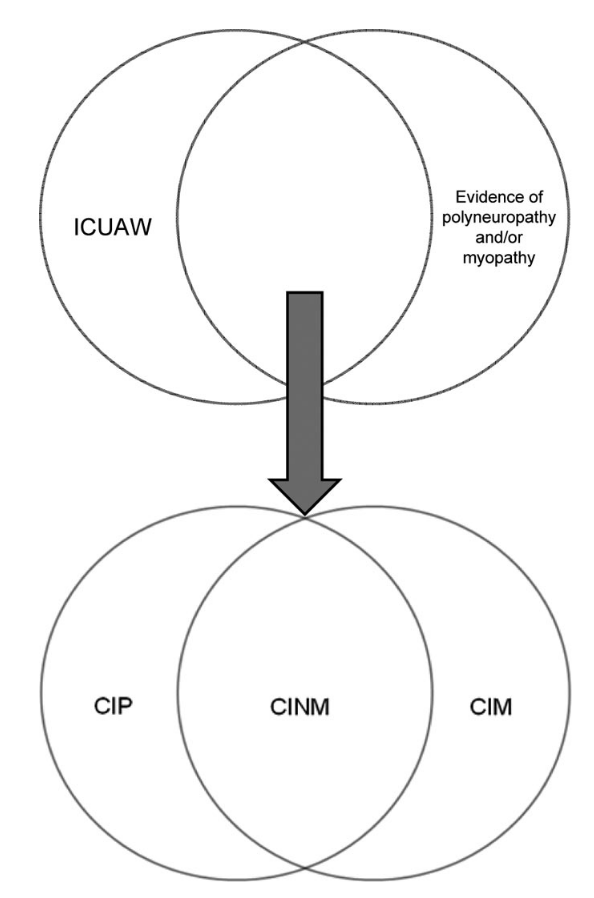 ICUAW
Evidence of
polyneuropathy
and/or
myopathy
CIP
CINM
CIM